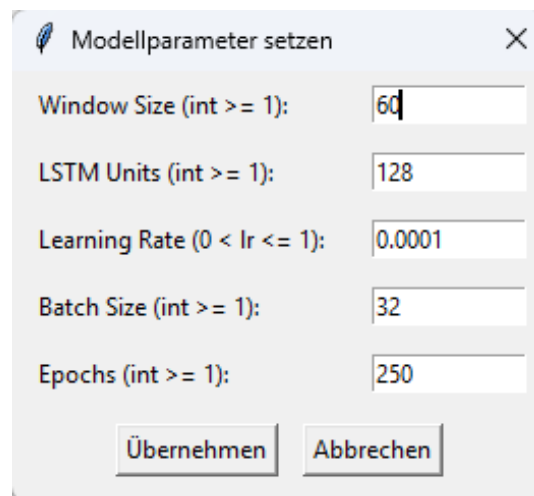 Modellparameter setzen
Window Size (int >= 1): 60
LSTM Units (int >= 1): 128
Learning Rate (0 < lr <= 1): 0.0001
Batch Size (int >= 1): 32
Epochs (int >= 1): 250
Übernehmen Abbrechen